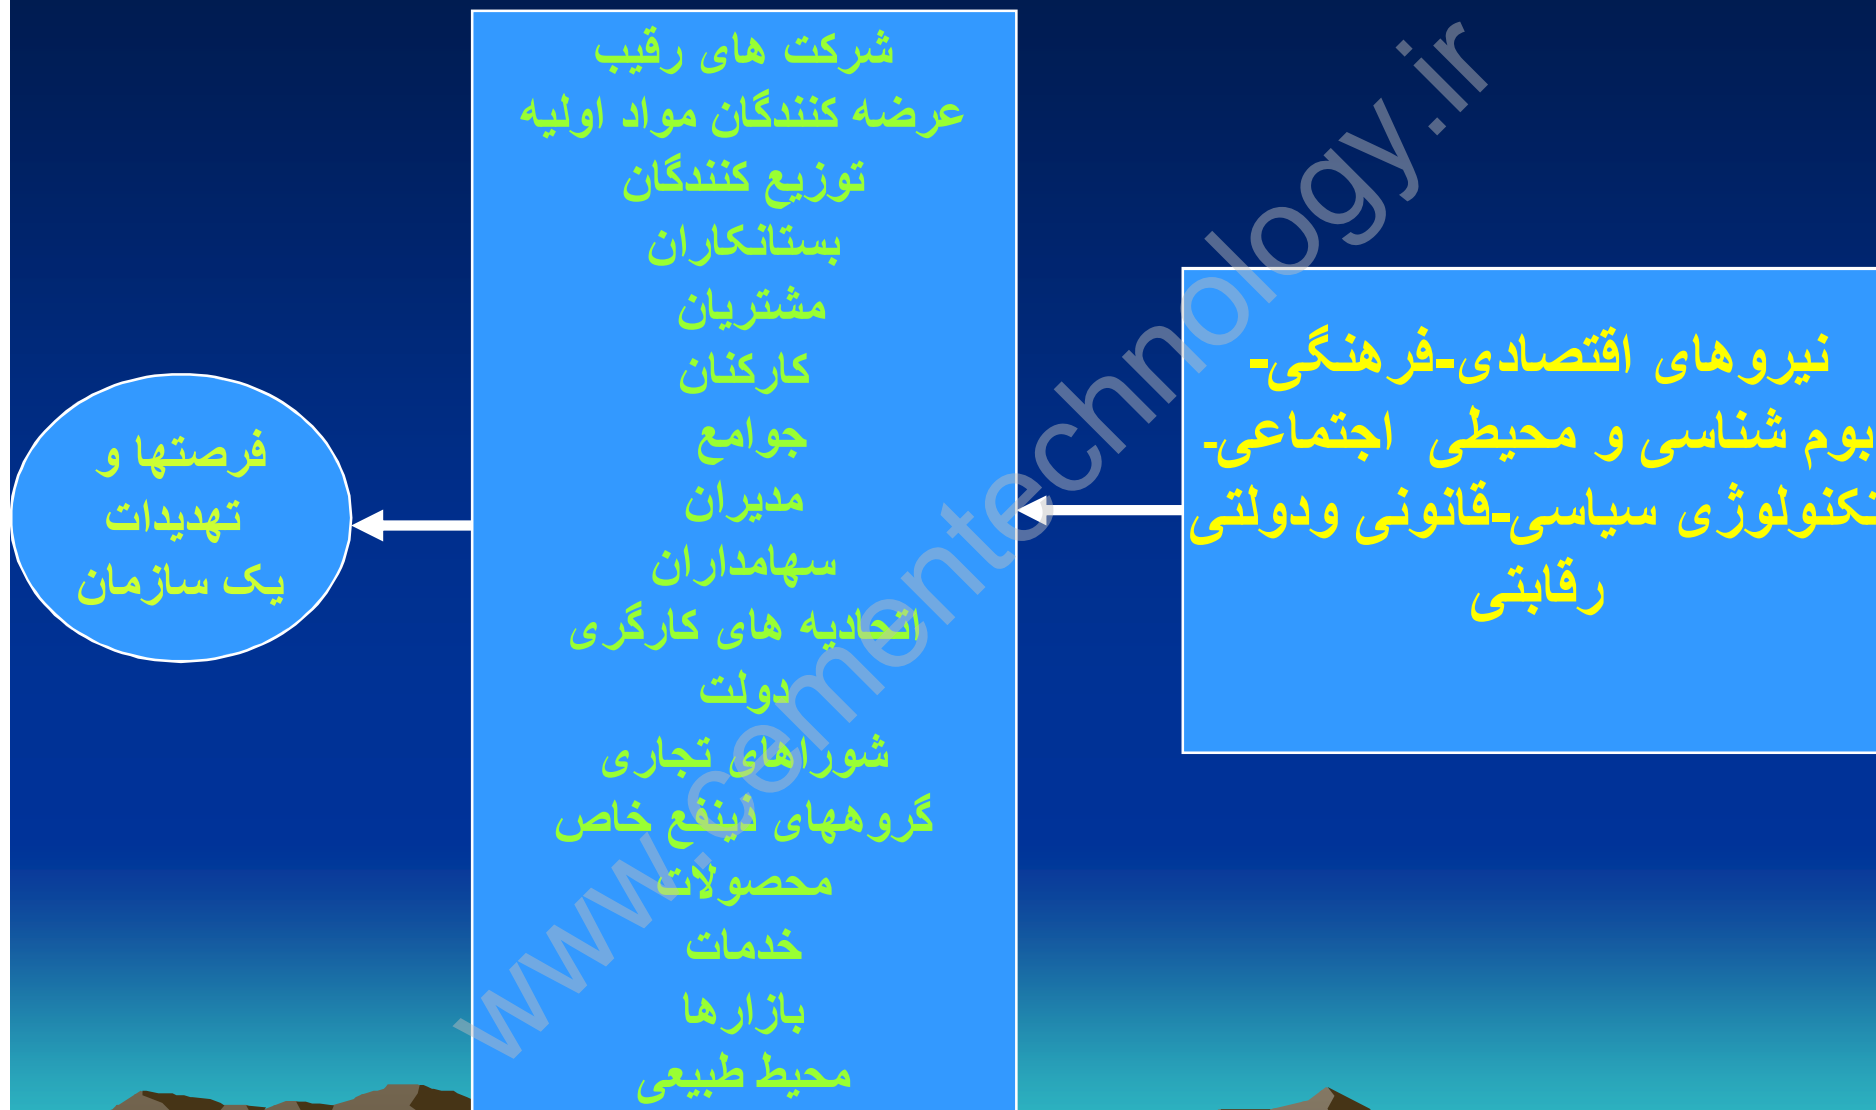 نیروهای اقتصادی-فرهنگی-
بوم شناسی و محیطی اجتماعی-
تکنولوژی سیاسی-قانونی ودولتی
رقابتی
شرکت های رقیب
عرضه کنندگان مواد اولیه
توزیع کنندگان
بستانکاران
مشتریان
کارکنان
جوامع
مدیران
سهامداران
اتحادیه های کارگری
دولت
شوراهای تجاری
گروههای ذینفع خاص
محصولات
خدمات
بازارها
محیط طبیعی
فرصتها و
تهدیدات
یک سازمان
www.cementechnology.ir